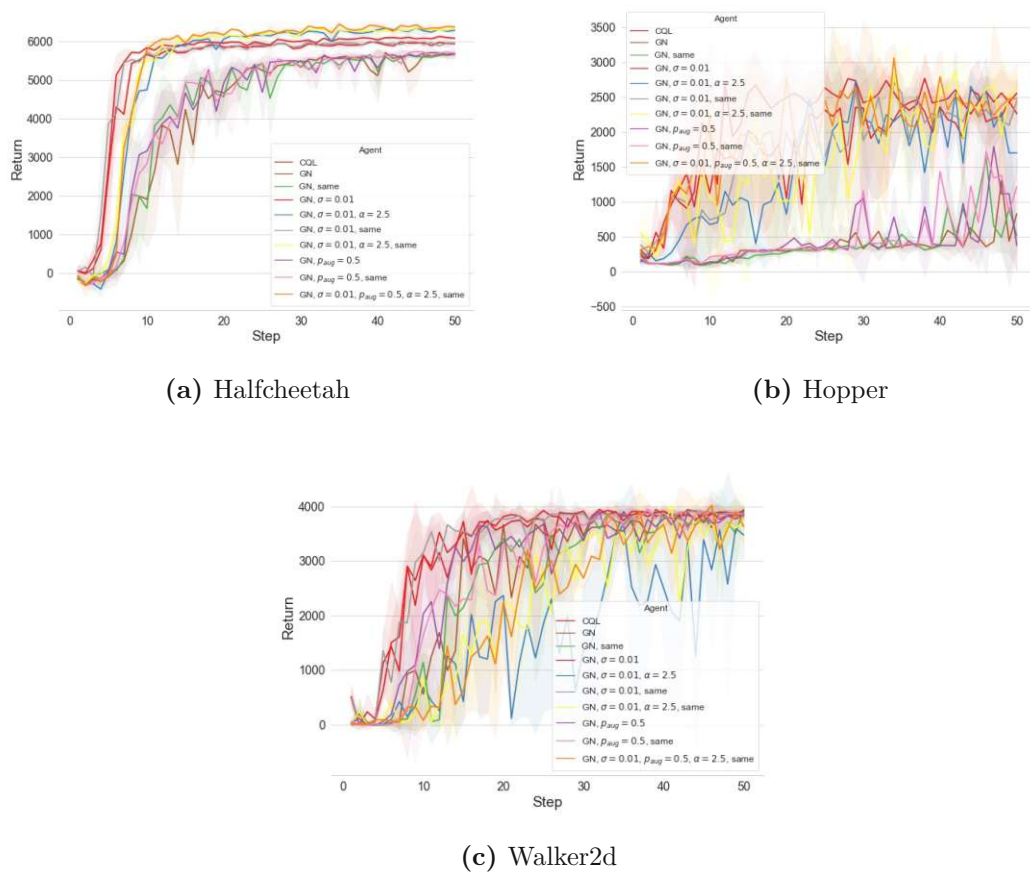 6000
5000
4000
3000
2000
1000
0
Return
Agent
CQL
GN
GN, same
GN, σ = 0.01
GN, σ = 0.01, α = 2.5
GN, σ = 0.01, same
GN, σ = 0.01, α = 2.5, same
GN, p_aug = 0.5
GN, p_aug = 0.5, same
GN, σ = 0.01, p_aug = 0.5, α = 2.5, same
0 10 20 30 40 50
Step
(a) Halfcheetah
3500
3000
2500
2000
1500
1000
500
0
−500
Return
Agent
CQL
GN
GN, same
GN, σ = 0.01
GN, σ = 0.01, α = 2.5
GN, σ = 0.01, same
GN, σ = 0.01, α = 2.5, same
GN, p_aug = 0.5
GN, p_aug = 0.5, same
GN, σ = 0.01, p_aug = 0.5, α = 2.5, same
0 10 20 30 40 50
Step
(b) Hopper
4000
3000
2000
1000
0
Return
Agent
CQL
GN
GN, same
GN, σ = 0.01
GN, σ = 0.01, α = 2.5
GN, σ = 0.01, same
GN, σ = 0.01, α = 2.5, same
GN, p_aug = 0.5
GN, p_aug = 0.5, same
GN, σ = 0.01, p_aug = 0.5, α = 2.5, same
0 10 20 30 40 50
Step
(c) Walker2d